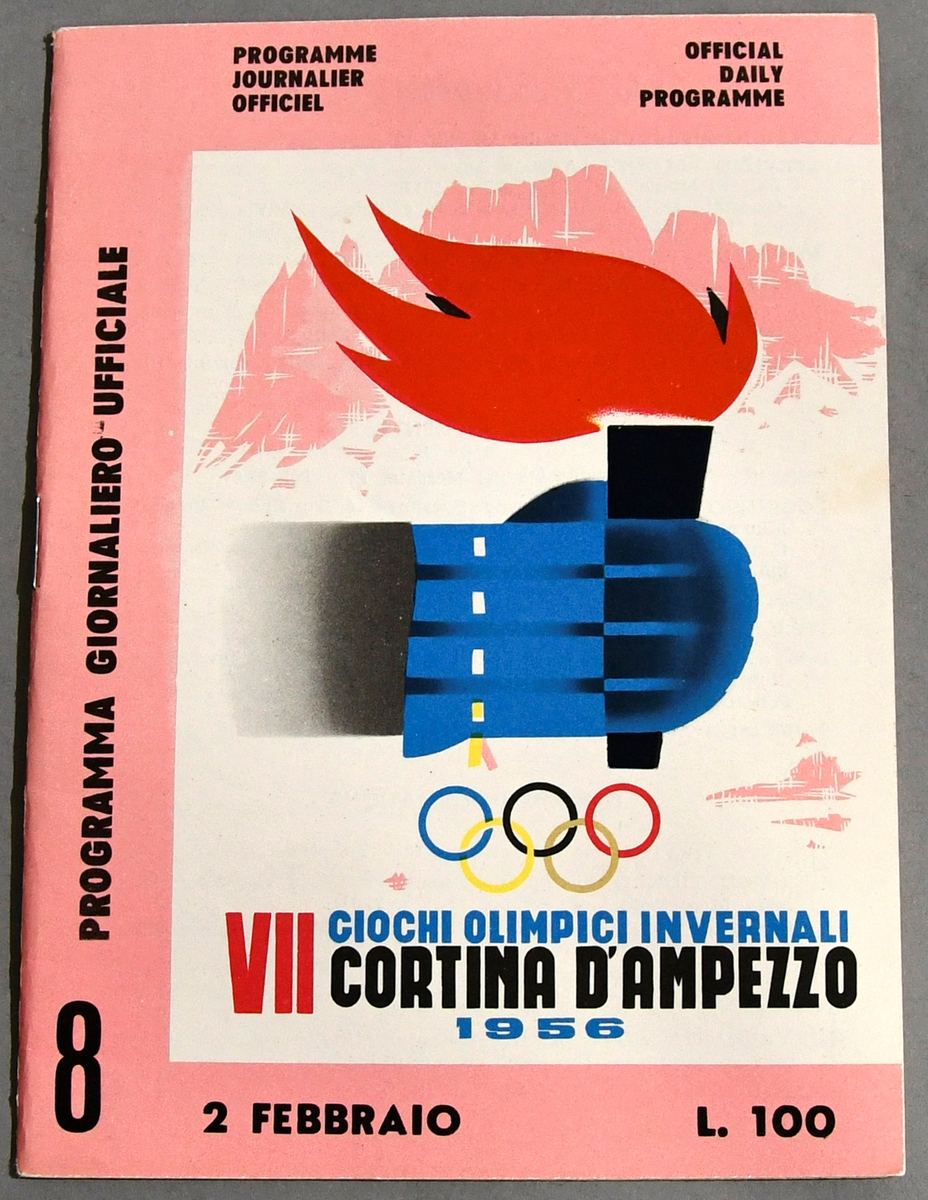 PROGRAMME
JOURNALIER
OFFICIEL
OFFICIAL
DAILY
PROGRAMME
PROGRAMMA GIORNALIERO UFFICIALE
VII
GIOCHI OLIMPICI INVERNALI
CORTINA D'AMPEZZO
1956
8
2 FEBBRAIO
L. 100